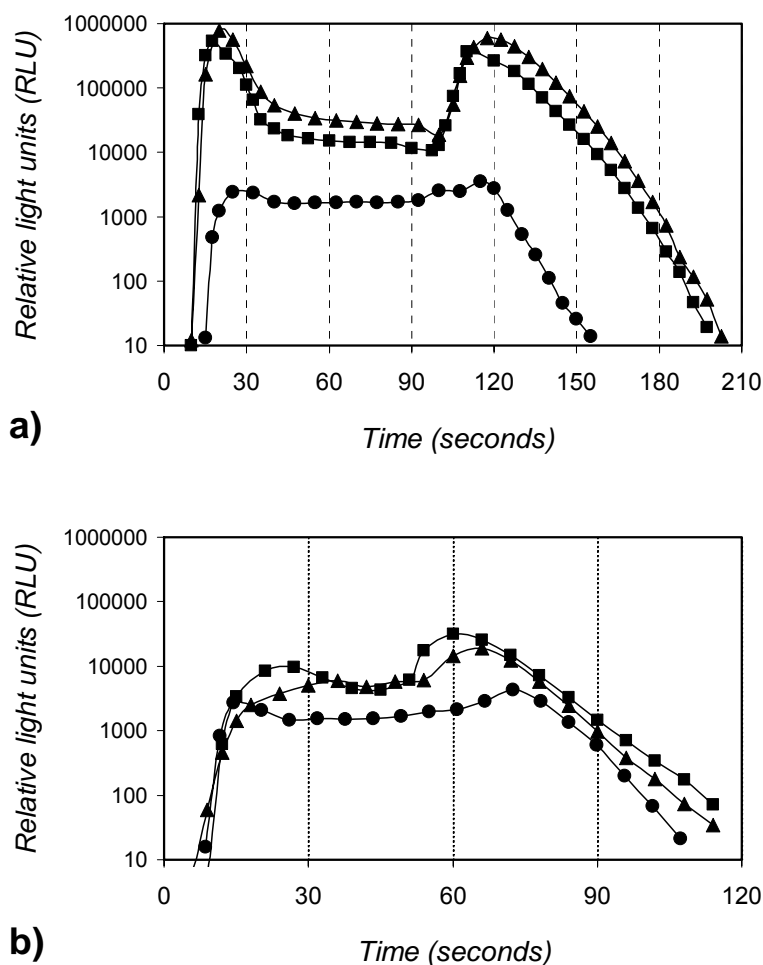 1000000
100000
10000
1000
100
10
Relative light units (RLU)
0 30 60 90 120 150 180 210
Time (seconds)
a)
1000000
100000
10000
1000
100
10
Relative light units (RLU)
0 30 60 90 120
Time (seconds)
b)